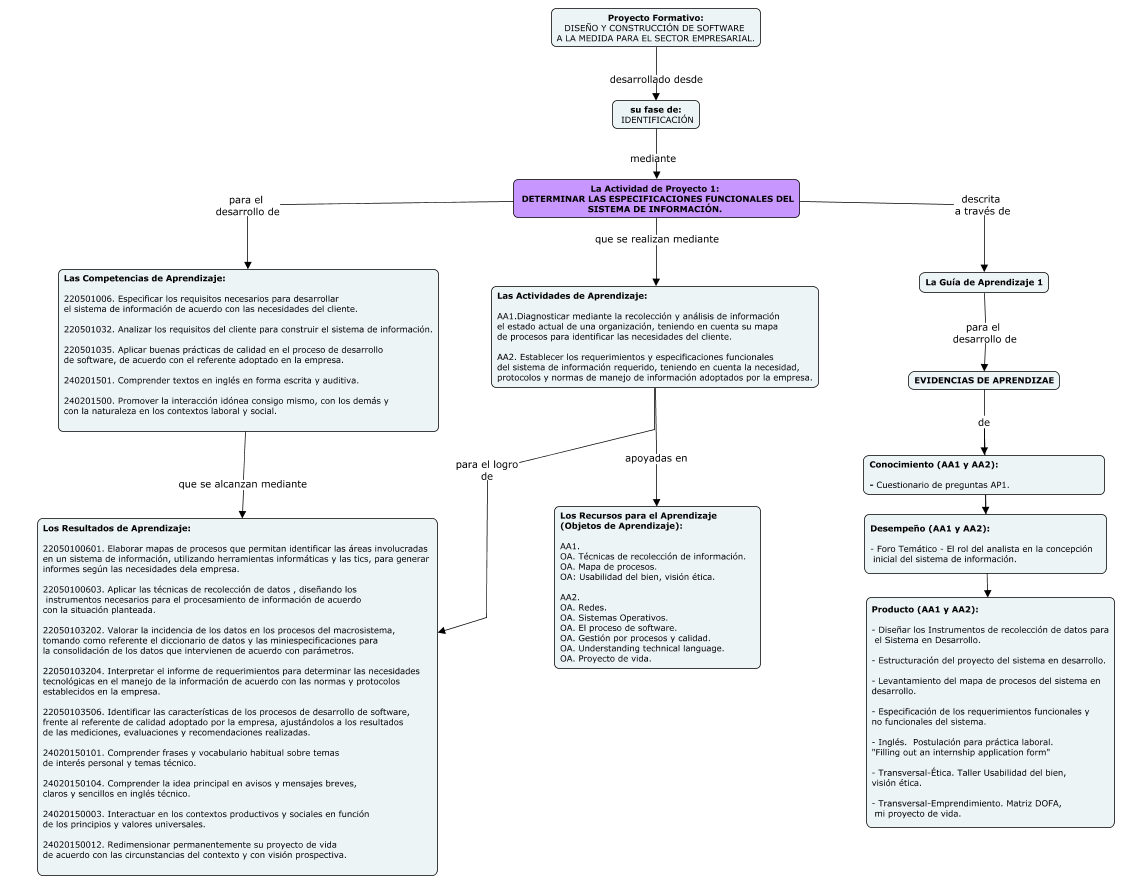 Proyecto Formativo:
DISEÑO Y CONSTRUCCIÓN DE SOFTWARE
A LA MEDIDA PARA EL SECTOR EMPRESARIAL.
desarrollado desde
su fase de:
IDENTIFICACIÓN
mediante
La Actividad de Proyecto 1:
DETERMINAR LAS ESPECIFICACIONES FUNCIONALES DEL
SISTEMA DE INFORMACIÓN.
para el
desarrollo de
Las Competencias de Aprendizaje:
220501006. Especificar los requisitos necesarios para desarrollar
el sistema de información de acuerdo con las necesidades del cliente.
220501032. Analizar los requisitos del cliente para construir el sistema de información.
220501035. Aplicar buenas prácticas de calidad en el proceso de desarrollo
de software, de acuerdo con el referente adoptado en la empresa.
240201501. Comprender textos en inglés en forma escrita y auditiva.
240201500. Promover la interacción idónea consigo mismo, con los demás y
con la naturaleza en los contextos laboral y social.
que se alcanzan mediante
Los Resultados de Aprendizaje:
22050100601. Elaborar mapas de procesos que permitan identificar las áreas involucradas
en un sistema de información, utilizando herramientas informáticas y las tics, para generar
informes según las necesidades dela empresa.
22050100603. Aplicar las técnicas de recolección de datos , diseñando los
instrumentos necesarios para el procesamiento de información de acuerdo
con la situación planteada.
22050103202. Valorar la incidencia de los datos en los procesos del macrosistema,
tomando como referente el diccionario de datos y las miniespecificaciones para
la consolidación de los datos que intervienen de acuerdo con parámetros.
22050103204. Interpretar el informe de requerimientos para determinar las necesidades
tecnológicas en el manejo de la información de acuerdo con las normas y protocolos
establecidos en la empresa.
22050103506. Identificar las características de los procesos de desarrollo de software,
frente al referente de calidad adoptado por la empresa, ajustándolos a los resultados
de las mediciones, evaluaciones y recomendaciones realizadas.
24020150101. Comprender frases y vocabulario habitual sobre temas
de interés personal y temas técnico.
24020150104. Comprender la idea principal en avisos y mensajes breves,
claros y sencillos en inglés técnico.
24020150003. Interactuar en los contextos productivos y sociales en función
de los principios y valores universales.
24020150012. Redimensionar permanentemente su proyecto de vida
de acuerdo con las circunstancias del contexto y con visión prospectiva.
que se realizan mediante
Las Actividades de Aprendizaje:
AA1.Diagnosticar mediante la recolección y análisis de información
el estado actual de una organización, teniendo en cuenta su mapa
de procesos para identificar las necesidades del cliente.
AA2. Establecer los requerimientos y especificaciones funcionales
del sistema de información requerido, teniendo en cuenta la necesidad,
protocolos y normas de manejo de información adoptados por la empresa.
para el logro
de
apoyadas en
Los Recursos para el Aprendizaje
(Objetos de Aprendizaje):
AA1.
OA. Técnicas de recolección de información.
OA. Mapa de procesos.
OA: Usabilidad del bien, visión ética.
AA2.
OA. Redes.
OA. Sistemas Operativos.
OA. El proceso de software.
OA. Gestión por procesos y calidad.
OA. Understanding technical language.
OA. Proyecto de vida.
descrita
a través de
La Guía de Aprendizaje 1
para el
desarrollo de
EVIDENCIAS DE APRENDIZAE
de
Conocimiento (AA1 y AA2):
- Cuestionario de preguntas AP1.
Desempeño (AA1 y AA2):
- Foro Temático - El rol del analista en la concepción
inicial del sistema de información.
Producto (AA1 y AA2):
- Diseñar los Instrumentos de recolección de datos para
el Sistema en Desarrollo.
- Estructuración del proyecto del sistema en desarrollo.
- Levantamiento del mapa de procesos del sistema en
desarrollo.
- Especificación de los requerimientos funcionales y
no funcionales del sistema.
- Inglés. Postulación para práctica laboral.
"Filling out an internship application form"
- Transversal-Ética. Taller Usabilidad del bien,
visión ética.
- Transversal-Emprendimiento. Matriz DOFA,
mi proyecto de vida.